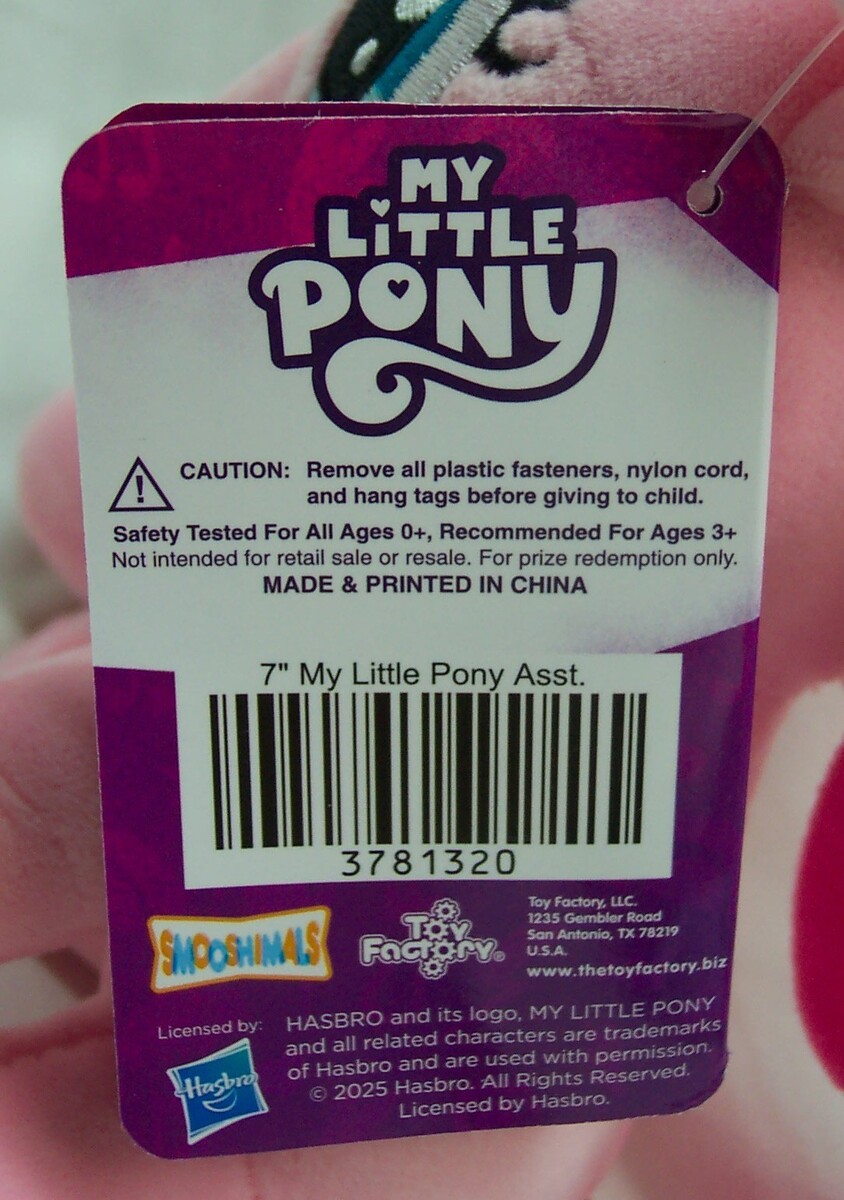 MY
LiTTLE
PONY
CAUTION: Remove all plastic fasteners, nylon cord,
and hang tags before giving to child.
Safety Tested For All Ages 0+, Recommended For Ages 3+
Not intended for retail sale or resale. For prize redemption only.
MADE & PRINTED IN CHINA
7" My Little Pony Asst.
3781320
SMOOSHIMALS
Toy
Factory®
Toy Factory, LLC.
1235 Gembler Road
San Antonio, TX 78219
U.S.A.
www.thetoyfactory.biz
Licensed by:
Hasbro
HASBRO and its logo, MY LITTLE PONY
and all related characters are trademarks
of Hasbro and are used with permission.
© 2025 Hasbro. All Rights Reserved.
Licensed by Hasbro.